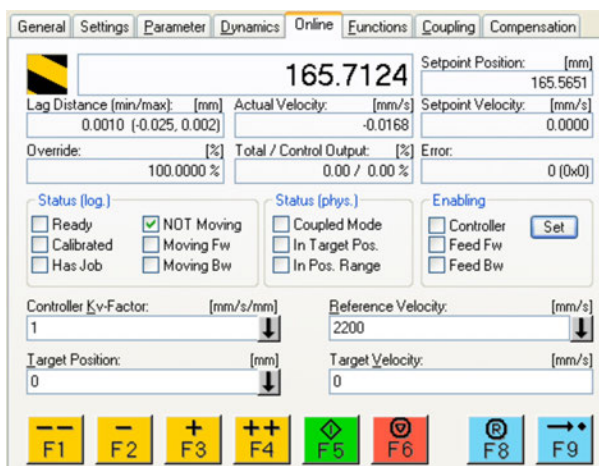 General Settings Parameter Dynamics Online Functions Coupling Compensation
165.7124
Setpoint Position: [mm]
165.5651
Lag Distance (min/max): [mm] Actual Velocity: [mm/s] Setpoint Velocity: [mm/s]
0.0010 (-0.025, 0.002) -0.0168 0.0000
Override: [%] Total / Control Output: [%] Error:
100.0000 % 0.00 / 0.00 % 0 (0x0)
Status (log.) Status (phys.) Enabling
Ready NOT Moving Coupled Mode Controller Set
Calibrated Moving Fw In Target Pos. Feed Fw
Has Job Moving Bw In Pos. Range Feed Bw
Controller Kv-Factor: [mm/s/mm] Reference Velocity: [mm/s]
1 2200
Target Position: [mm] Target Velocity: [mm/s]
0 0
-- - + ++ R
F1 F2 F3 F4 F5 F6 F8 F9